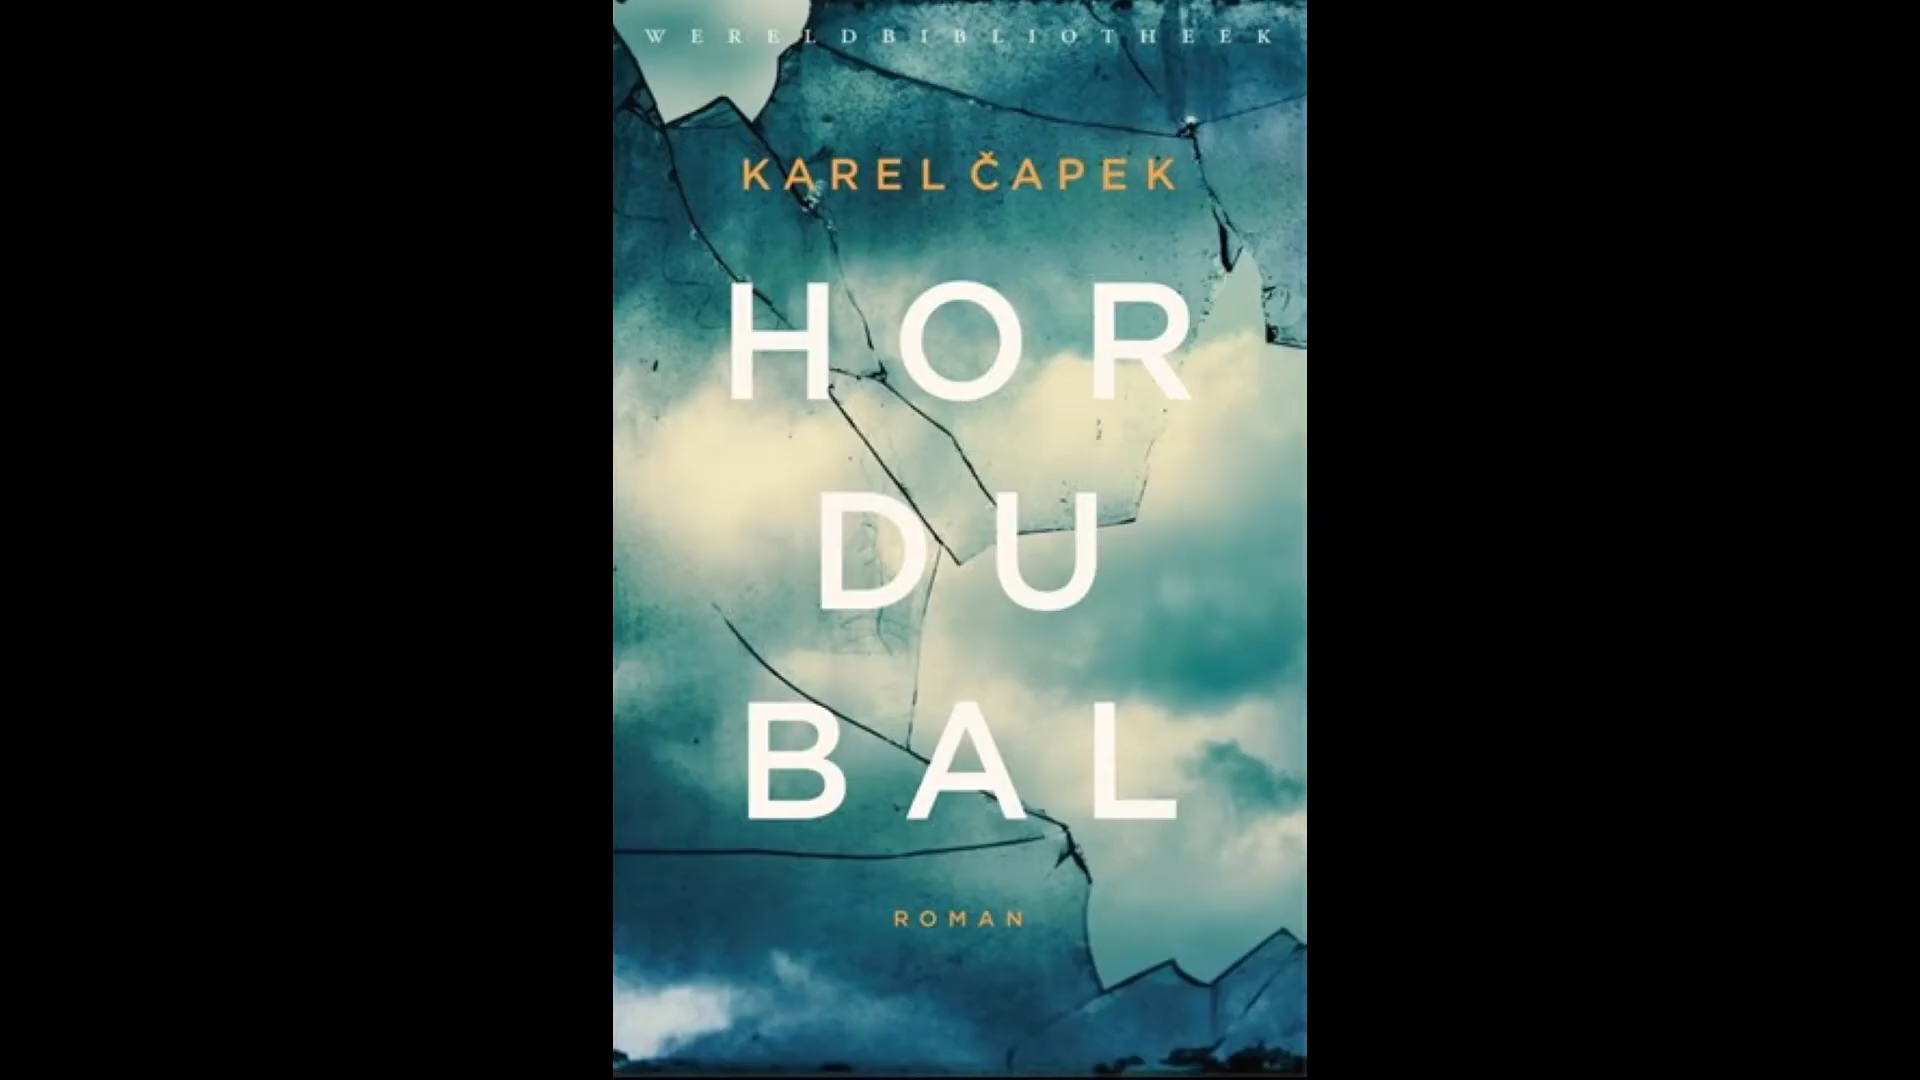 WERELDBIBLIOTHEEK
KAREL ČAPEK
HOR
DU
BAL
ROMAN